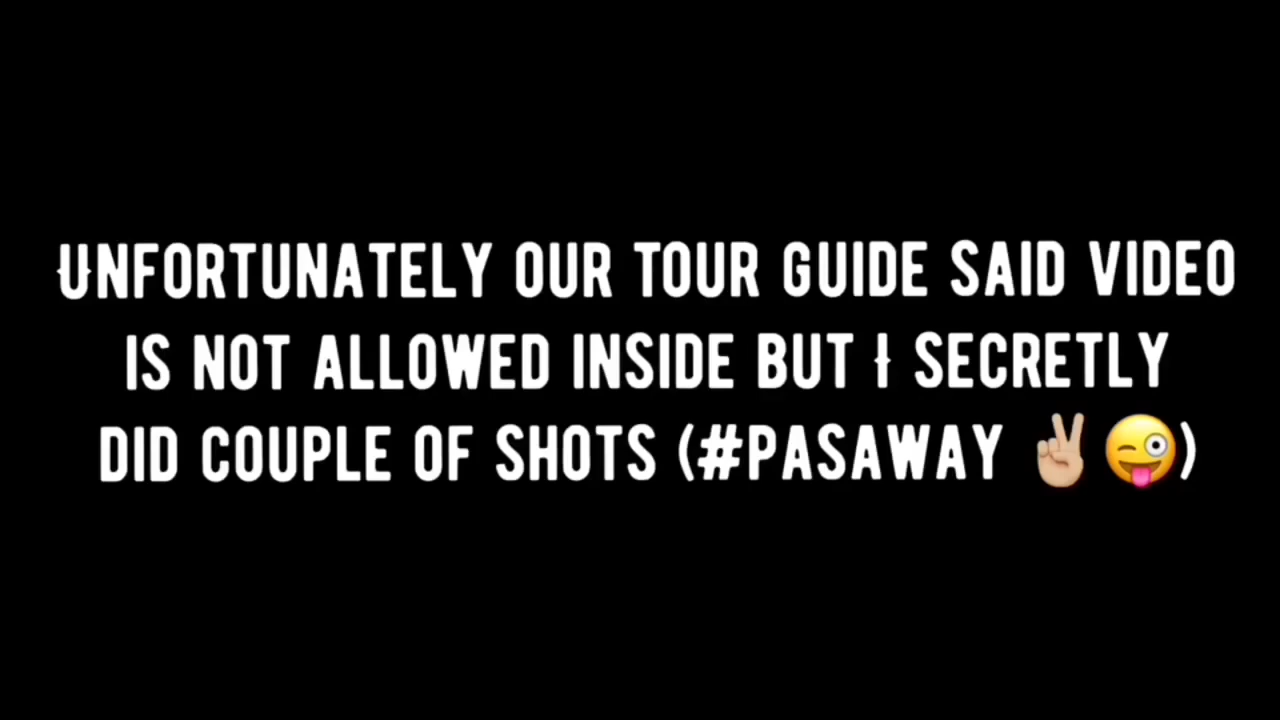 UNFORTUNATELY OUR TOUR GUIDE SAID VIDEO
IS NOT ALLOWED INSIDE BUT I SECRETLY
DID COUPLE OF SHOTS (#PASAWAY ✌🏼😜)